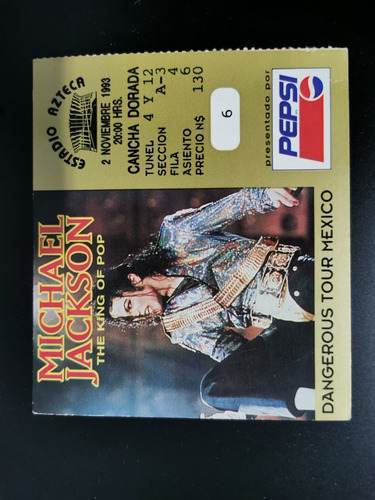 ESTADIO AZTECA
2 NOVIEMBRE 1993
20:00 HRS.
CANCHA DORADA
TUNEL 4 Y 12
SECCION A-3
FILA 4
ASIENTO 6
PRECIO N$ 130
6
presentado por
PEPSI
MICHAEL
JACKSON
THE KING OF POP
DANGEROUS TOUR MEXICO